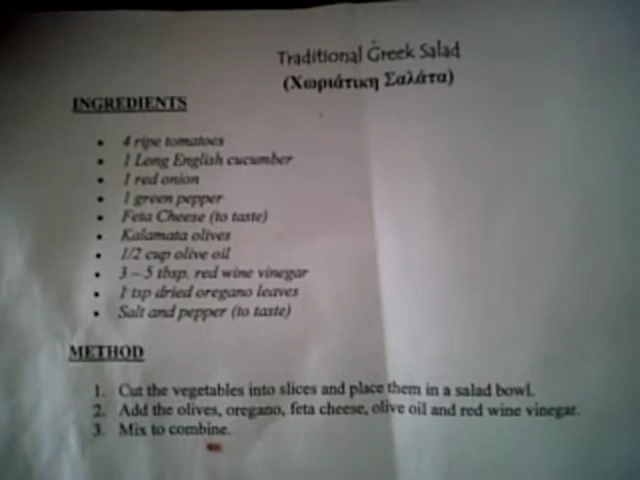 Traditional Greek Salad
(Χωριάτικη Σαλάτα)
INGREDIENTS
• 4 ripe tomatoes
• 1 Long English cucumber
• 1 red onion
• 1 green pepper
• Feta Cheese (to taste)
• Kalamata olives
• 1/2 cup olive oil
• 3 – 5 tbsp. red wine vinegar
• 1 tsp dried oregano leaves
• Salt and pepper (to taste)
METHOD
1. Cut the vegetables into slices and place them in a salad bowl.
2. Add the olives, oregano, feta cheese, olive oil and red wine vinegar.
3. Mix to combine.